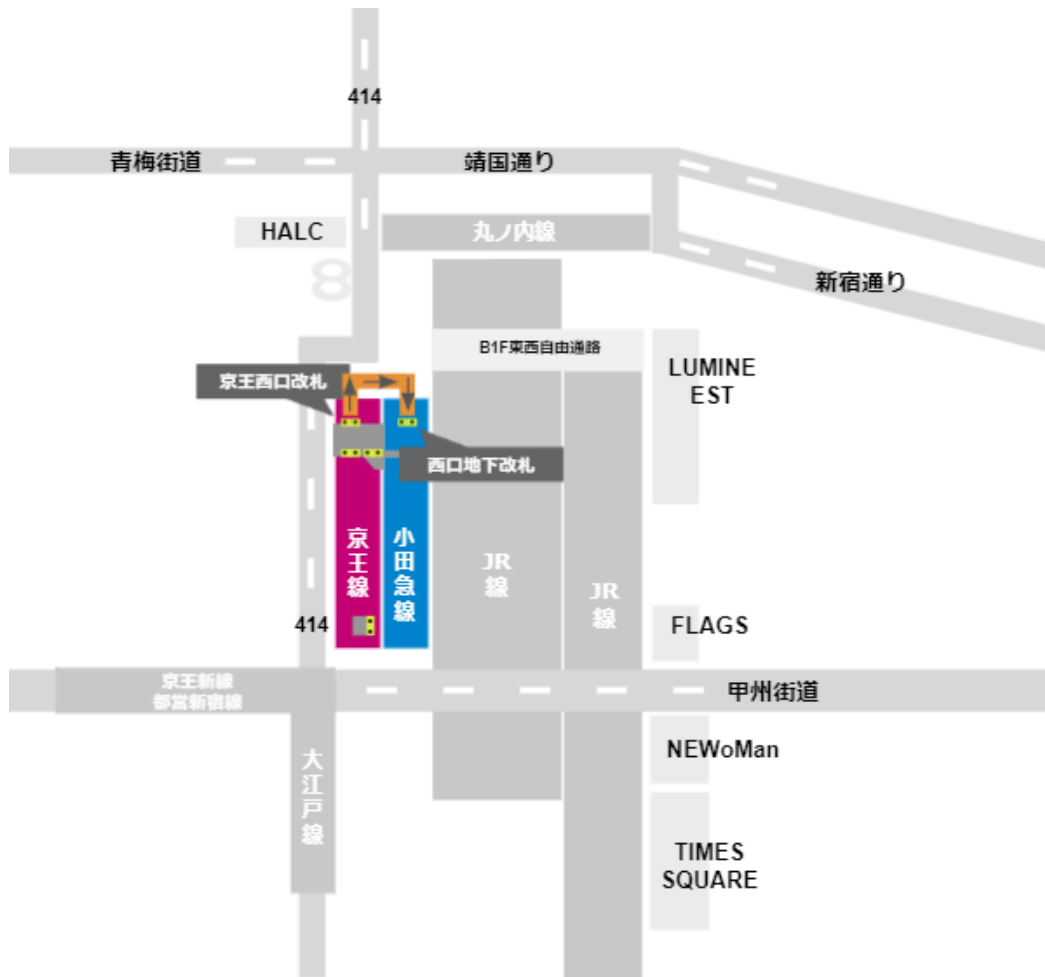 414
青梅街道
靖国通り
HALC
丸ノ内線
8
新宿通り
B1F東西自由通路
LUMINE
EST
京王西口改札
西口地下改札
京王線
小田急線
JR
線
JR
線
414
FLAGS
京王新線
都営新宿線
甲州街道
大江戸線
NEWoMan
TIMES
SQUARE